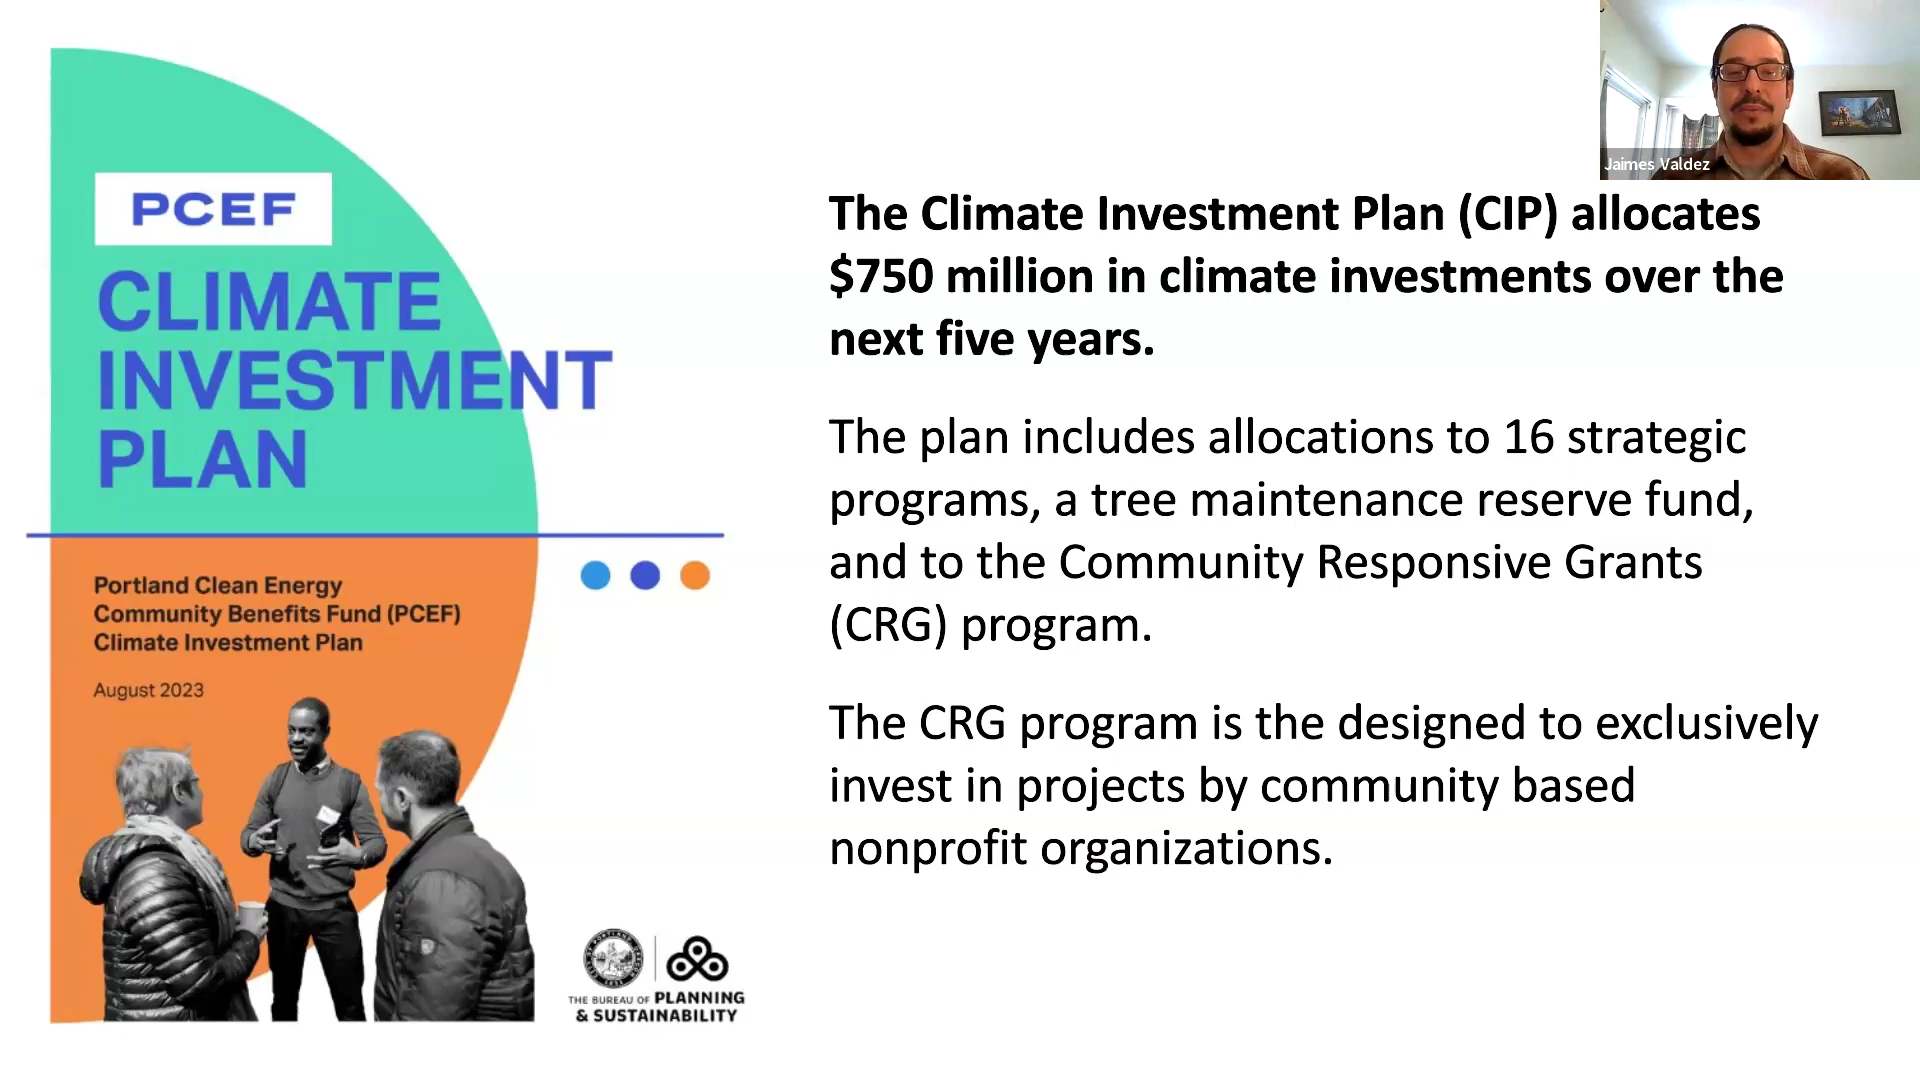 PCEF
CLIMATE
INVESTMENT
PLAN
Portland Clean Energy
Community Benefits Fund (PCEF)
Climate Investment Plan
August 2023
THE BUREAU OF PLANNING
& SUSTAINABILITY
Jaimes Valdez
The Climate Investment Plan (CIP) allocates
$750 million in climate investments over the
next five years.
The plan includes allocations to 16 strategic
programs, a tree maintenance reserve fund,
and to the Community Responsive Grants
(CRG) program.
The CRG program is the designed to exclusively
invest in projects by community based
nonprofit organizations.